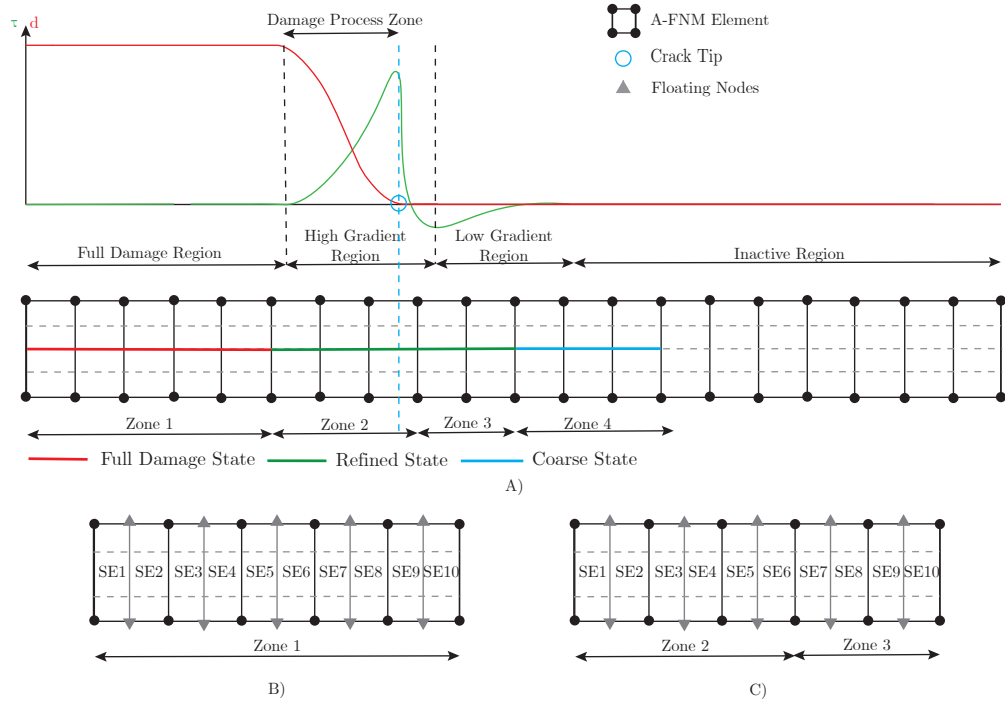 τ d
Damage Process Zone
A-FNM Element
Crack Tip
Floating Nodes
Full Damage Region
High Gradient
Region
Low Gradient
Region
Inactive Region
Zone 1
Zone 2
Zone 3
Zone 4
Full Damage State
Refined State
Coarse State
A)
SE1 SE2 SE3 SE4 SE5 SE6 SE7 SE8 SE9 SE10
Zone 1
B)
SE1 SE2 SE3 SE4 SE5 SE6 SE7 SE8 SE9 SE10
Zone 2
Zone 3
C)